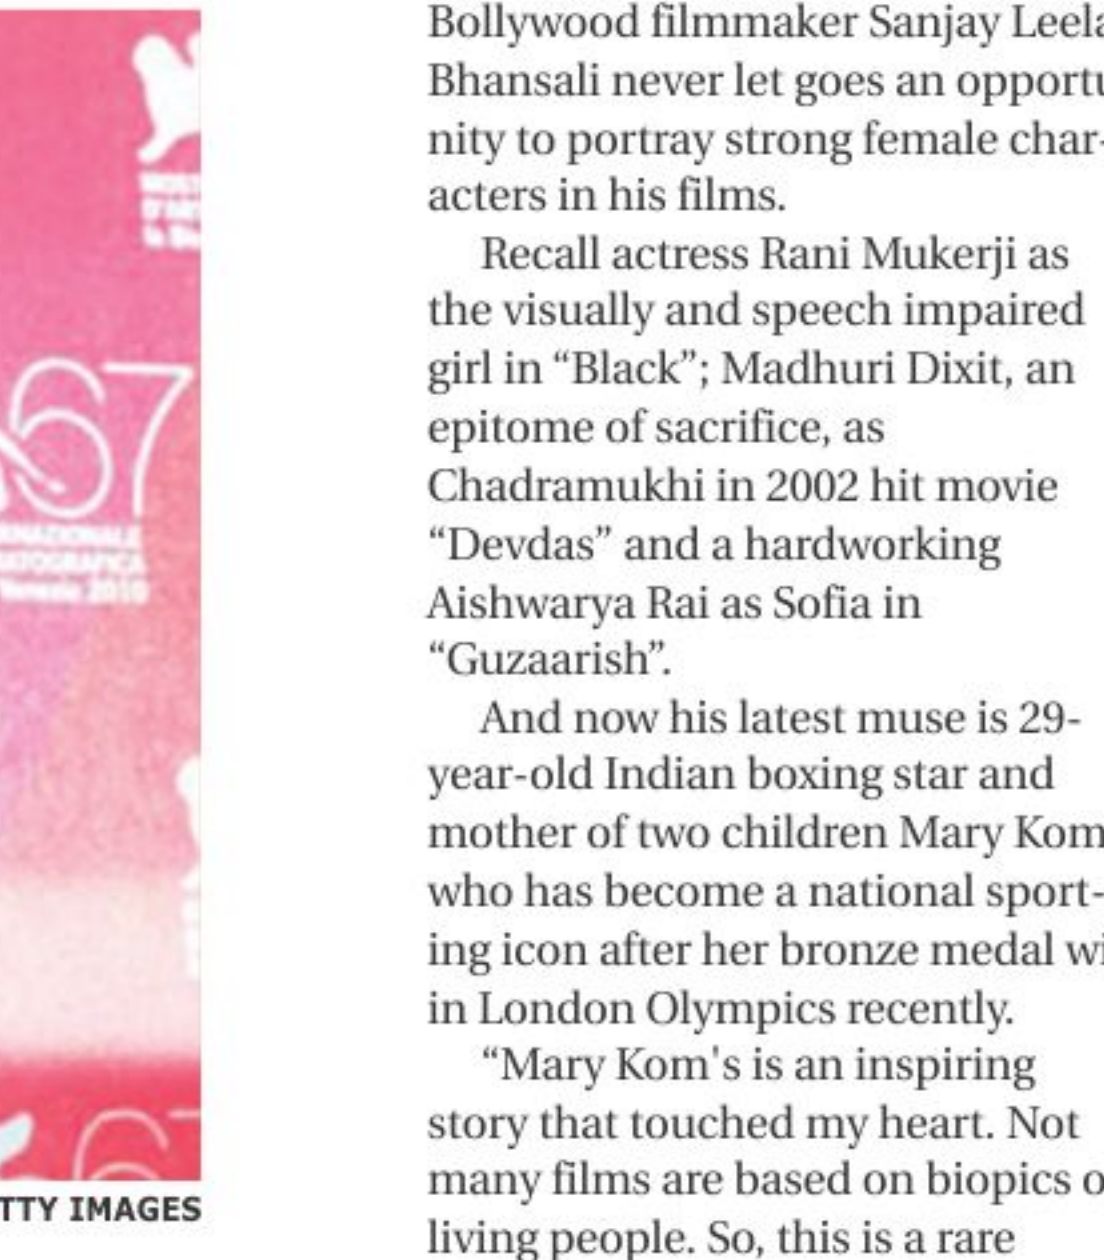 67
Venezia 2010
TTY IMAGES
Bollywood filmmaker Sanjay Leela
Bhansali never let goes an opportu
nity to portray strong female char-
acters in his films.
Recall actress Rani Mukerji as
the visually and speech impaired
girl in “Black”; Madhuri Dixit, an
epitome of sacrifice, as
Chadramukhi in 2002 hit movie
“Devdas” and a hardworking
Aishwarya Rai as Sofia in
“Guzaarish”.
And now his latest muse is 29-
year-old Indian boxing star and
mother of two children Mary Kom
who has become a national sport-
ing icon after her bronze medal wi
in London Olympics recently.
“Mary Kom's is an inspiring
story that touched my heart. Not
many films are based on biopics o
living people. So, this is a rare